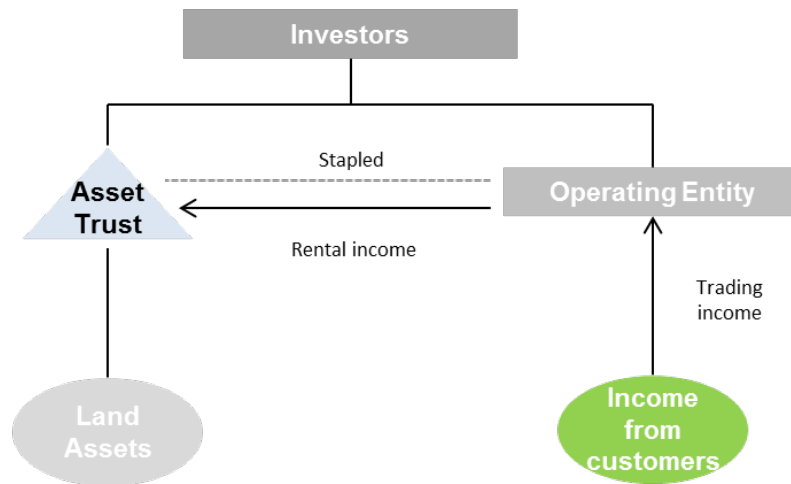 Investors
Stapled
Asset
Trust
Operating Entity
Rental income
Trading
income
Land
Assets
Income
from
customers